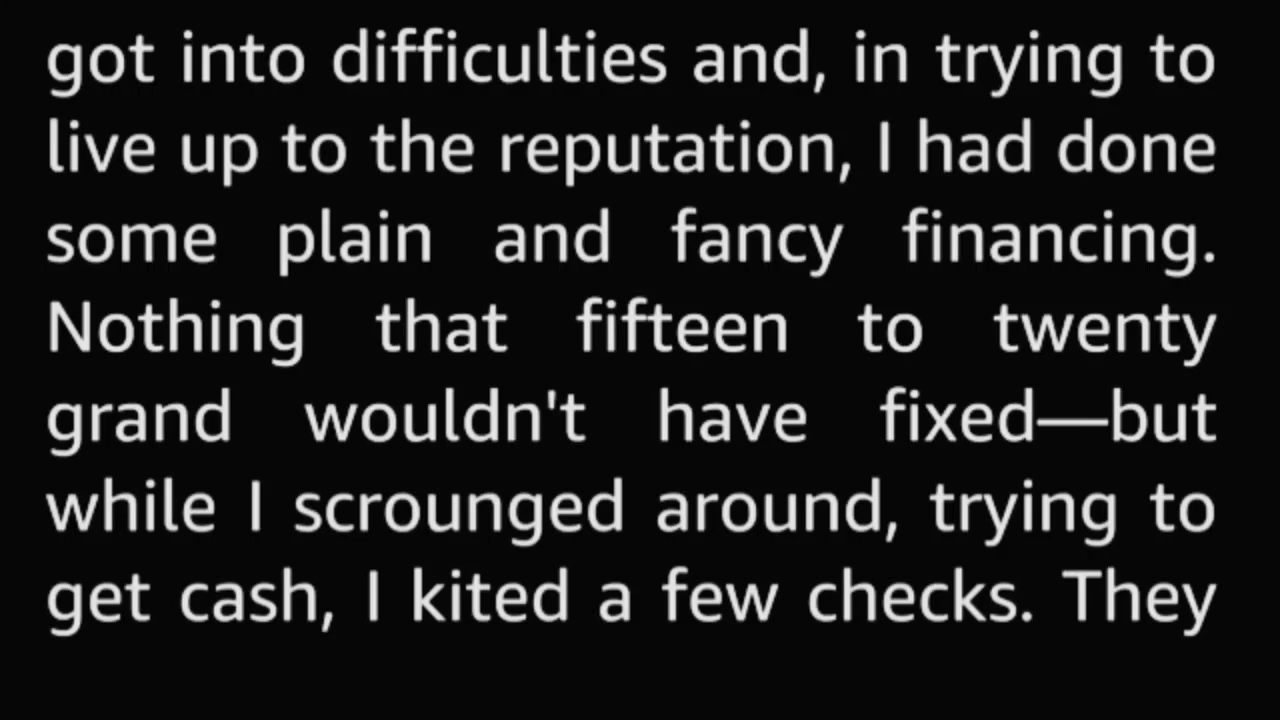 got into difficulties and, in trying to
live up to the reputation, I had done
some plain and fancy financing.
Nothing that fifteen to twenty
grand wouldn't have fixed—but
while I scrounged around, trying to
get cash, I kited a few checks. They